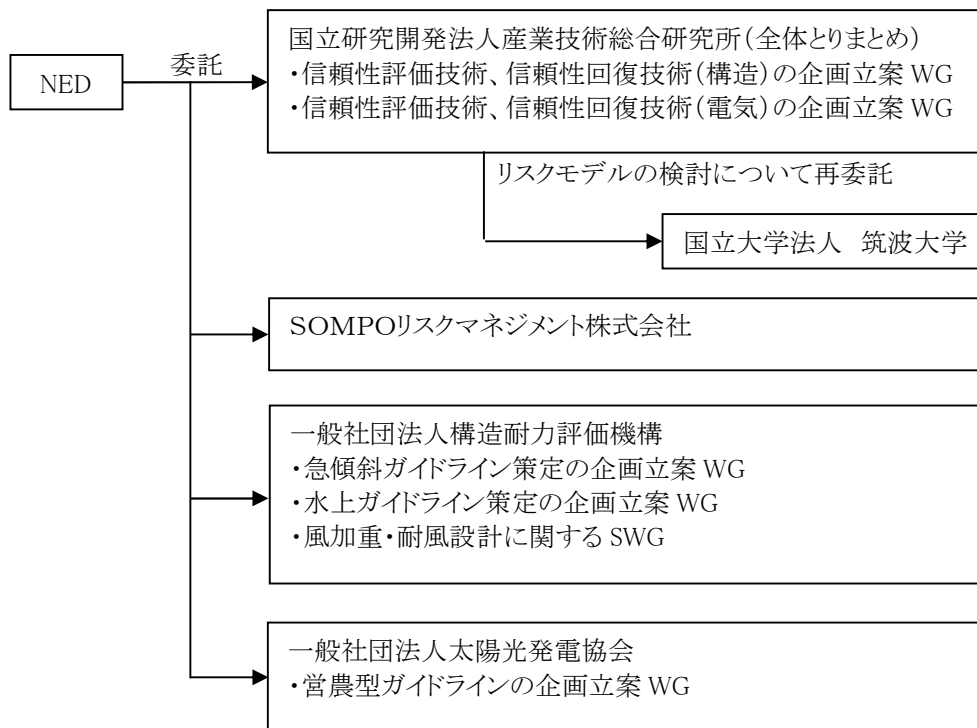 NED
委託
国立研究開発法人産業技術総合研究所(全体とりまとめ)
・信頼性評価技術、信頼性回復技術(構造)の企画立案 WG
・信頼性評価技術、信頼性回復技術(電気)の企画立案 WG
リスクモデルの検討について再委託
国立大学法人 筑波大学
SOMPOリスクマネジメント株式会社
一般社団法人構造耐力評価機構
・急傾斜ガイドライン策定の企画立案 WG
・水上ガイドライン策定の企画立案 WG
・風加重・耐風設計に関する SWG
一般社団法人太陽光発電協会
・営農型ガイドラインの企画立案 WG